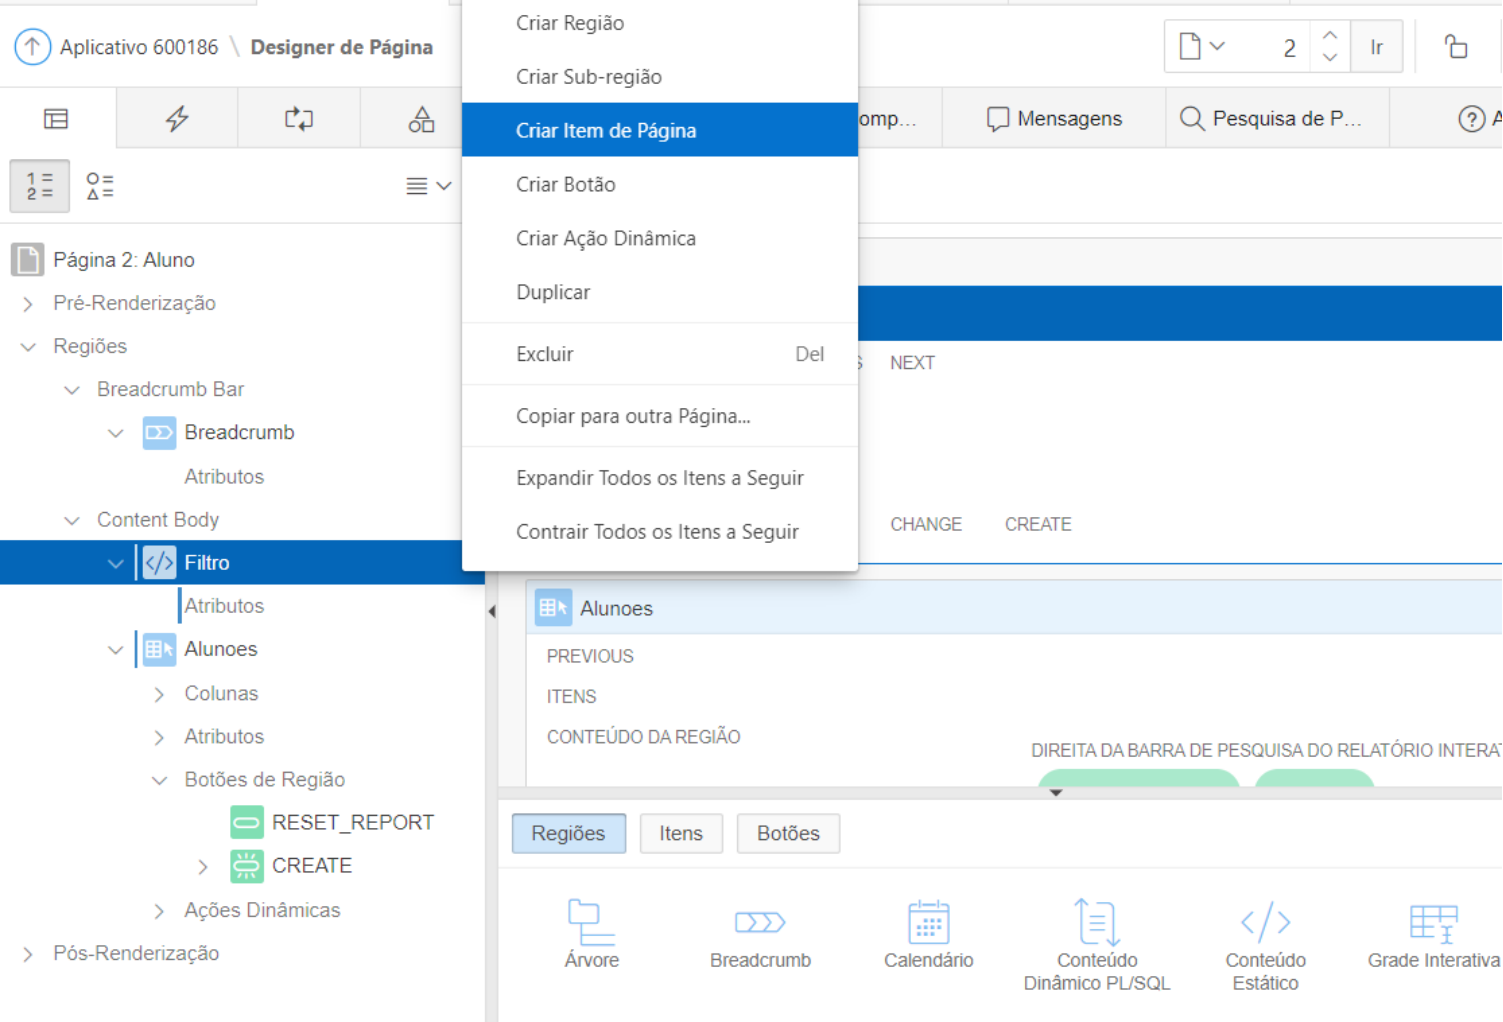 Aplicativo 600186 \ Designer de Página
2
Ir
Mensagens
Pesquisa de P...
Página 2: Aluno
Pré-Renderização
Regiões
Breadcrumb Bar
Breadcrumb
Atributos
Content Body
Filtro
Atributos
Alunoes
Colunas
Atributos
Botões de Região
RESET_REPORT
CREATE
Ações Dinâmicas
Pós-Renderização
Criar Região
Criar Sub-região
Criar Item de Página
Criar Botão
Criar Ação Dinâmica
Duplicar
Excluir Del
Copiar para outra Página...
Expandir Todos os Itens a Seguir
Contrair Todos os Itens a Seguir
NEXT
CHANGE CREATE
Alunoes
PREVIOUS
ITENS
CONTEÚDO DA REGIÃO
DIREITA DA BARRA DE PESQUISA DO RELATÓRIO
Regiões Itens Botões
Árvore
Breadcrumb
Calendário
Conteúdo
Dinâmico PL/SQL
Conteúdo
Estático
Grade Interativa